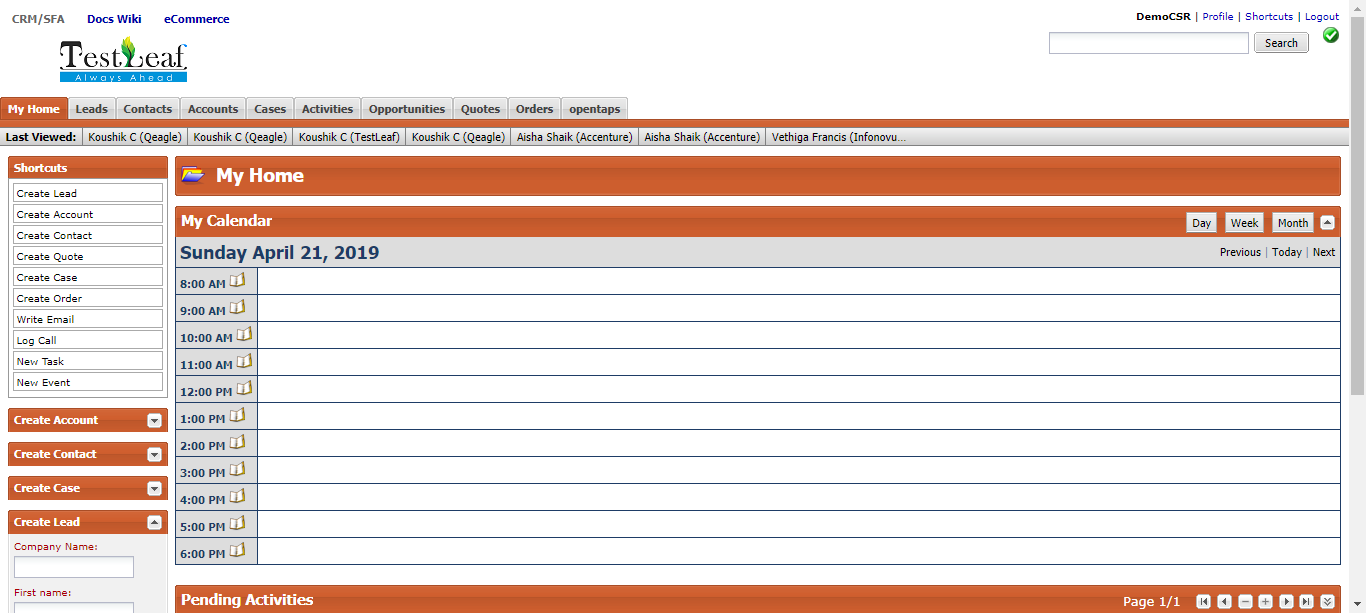 CRM/SFA Docs Wiki eCommerce
DemoCSR | Profile | Shortcuts | Logout
Search
TestLeaf
Always Ahead
My Home Leads Contacts Accounts Cases Activities Opportunities Quotes Orders opentaps
Last Viewed: Koushik C (Qeagle) Koushik C (Qeagle) Koushik C (TestLeaf) Koushik C (Qeagle) Aisha Shaik (Accenture) Aisha Shaik (Accenture) Vethiga Francis (Infonovu...
Shortcuts
Create Lead
Create Account
Create Contact
Create Quote
Create Case
Create Order
Write Email
Log Call
New Task
New Event
Create Account
Create Contact
Create Case
Create Lead
Company Name:
First name:
My Home
My Calendar
Day Week Month
Sunday April 21, 2019
Previous | Today | Next
8:00 AM
9:00 AM
10:00 AM
11:00 AM
12:00 PM
1:00 PM
2:00 PM
3:00 PM
4:00 PM
5:00 PM
6:00 PM
Pending Activities
Page 1/1